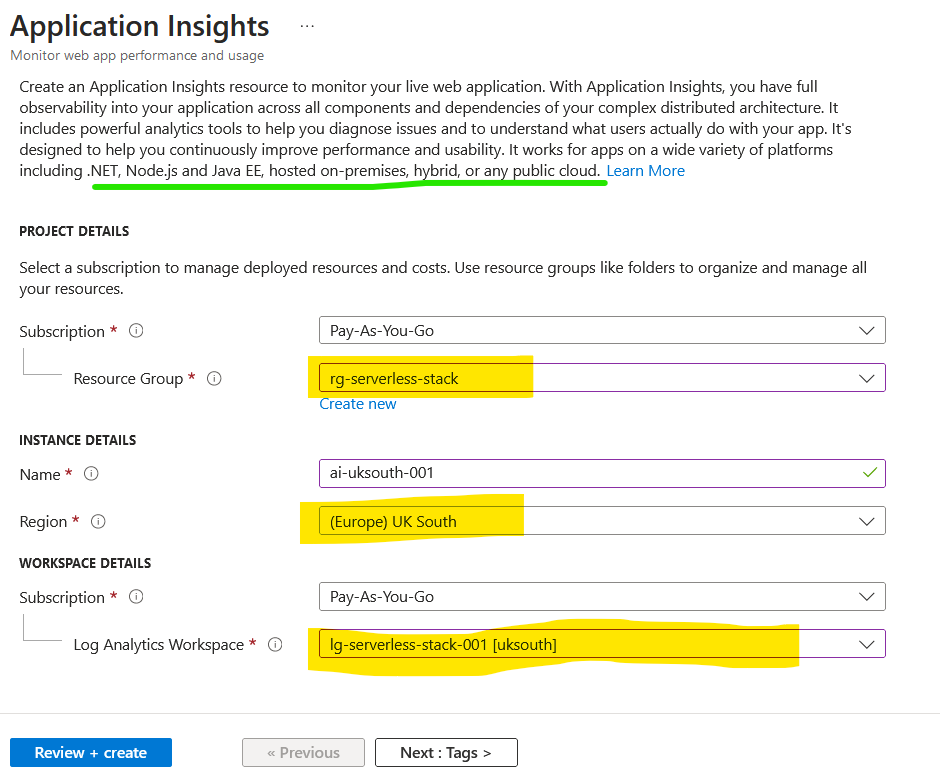 Application Insights ...
Monitor web app performance and usage
Create an Application Insights resource to monitor your live web application. With Application Insights, you have full
observability into your application across all components and dependencies of your complex distributed architecture. It
includes powerful analytics tools to help you diagnose issues and to understand what users actually do with your app. It's
designed to help you continuously improve performance and usability. It works for apps on a wide variety of platforms
including .NET, Node.js and Java EE, hosted on-premises, hybrid, or any public cloud. Learn More
PROJECT DETAILS
Select a subscription to manage deployed resources and costs. Use resource groups like folders to organize and manage all
your resources.
Subscription * Pay-As-You-Go
Resource Group * rg-serverless-stack
Create new
INSTANCE DETAILS
Name * ai-uksouth-001
Region * (Europe) UK South
WORKSPACE DETAILS
Subscription * Pay-As-You-Go
Log Analytics Workspace * lg-serverless-stack-001 [uksouth]
Review + create « Previous Next : Tags >